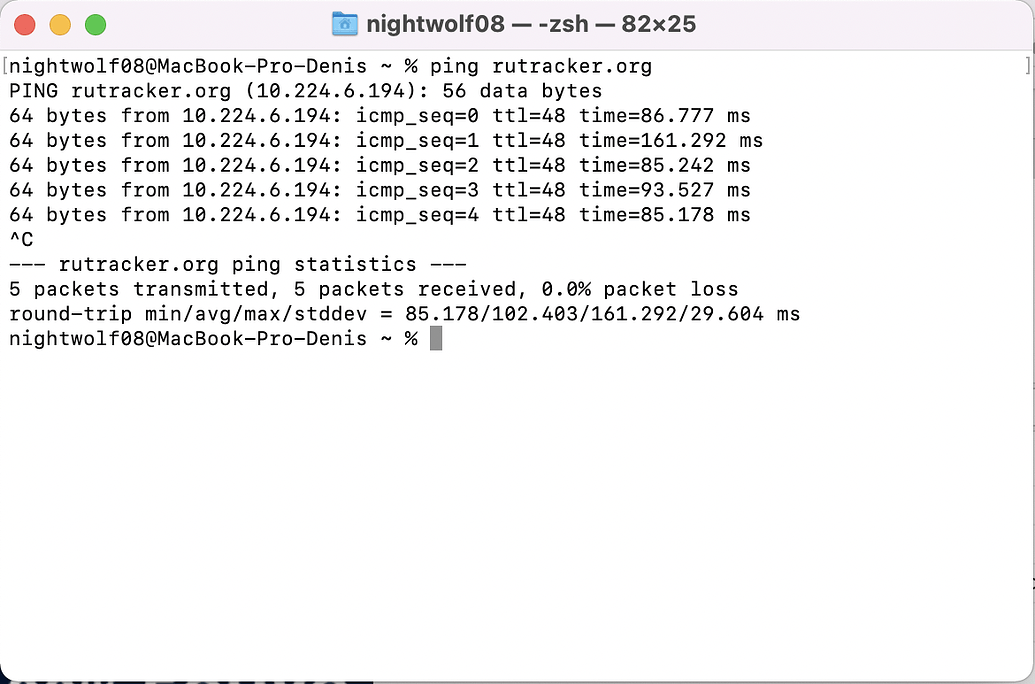 nightwolf08 — -zsh — 82×25
[nightwolf08@MacBook-Pro-Denis ~ % ping rutracker.org ]
PING rutracker.org (10.224.6.194): 56 data bytes
64 bytes from 10.224.6.194: icmp_seq=0 ttl=48 time=86.777 ms
64 bytes from 10.224.6.194: icmp_seq=1 ttl=48 time=161.292 ms
64 bytes from 10.224.6.194: icmp_seq=2 ttl=48 time=85.242 ms
64 bytes from 10.224.6.194: icmp_seq=3 ttl=48 time=93.527 ms
64 bytes from 10.224.6.194: icmp_seq=4 ttl=48 time=85.178 ms
^C
--- rutracker.org ping statistics ---
5 packets transmitted, 5 packets received, 0.0% packet loss
round-trip min/avg/max/stddev = 85.178/102.403/161.292/29.604 ms
nightwolf08@MacBook-Pro-Denis ~ %